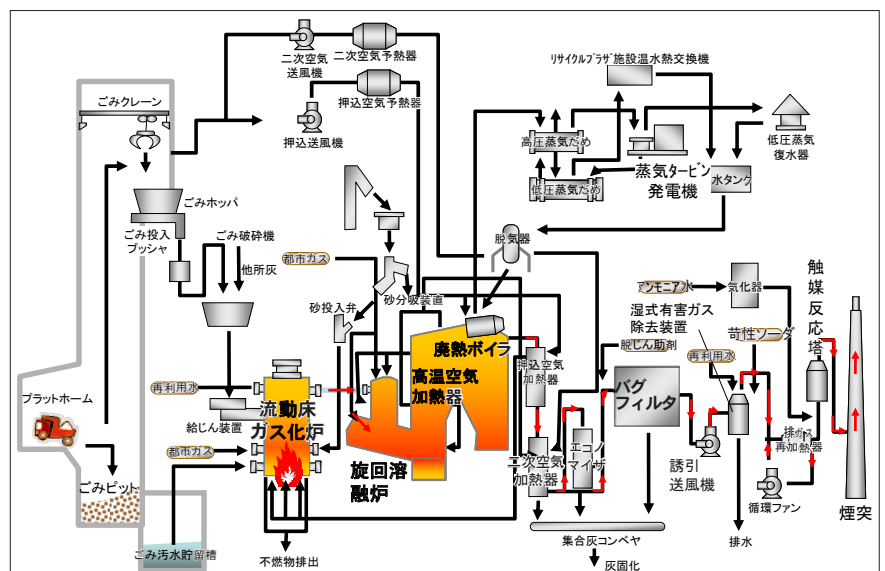 二次空気
送風機
二次空気予熱器
押込空気予熱器
押込送風機
リサイクルプラザ施設温水熱交換機
ごみクレーン
高圧蒸気だめ
低圧蒸気だめ
蒸気タービン
発電機
低圧蒸気
復水器
水タンク
ごみホッパ
ごみ投入
プッシャ
ごみ破砕機
他所灰
都市ガス
脱気器
砂分吸装置
砂投入弁
アンモニア水
気化器
触媒反応塔
湿式有害ガス
除去装置
苛性ソーダ
再利用水
脱じん助剤
廃熱ボイラ
高温空気
加熱器
押込空気
加熱器
バグ
フィルタ
再利用水
流動床
ガス化炉
給じん装置
プラットホーム
都市ガス
旋回溶
融炉
二次空気
加熱器
エコノ
マイザ
誘引
送風機
排ガス
再加熱器
循環ファン
煙突
ごみピット
ごみ汚水貯留槽
不燃物排出
集合灰コンベヤ
灰固化
排水